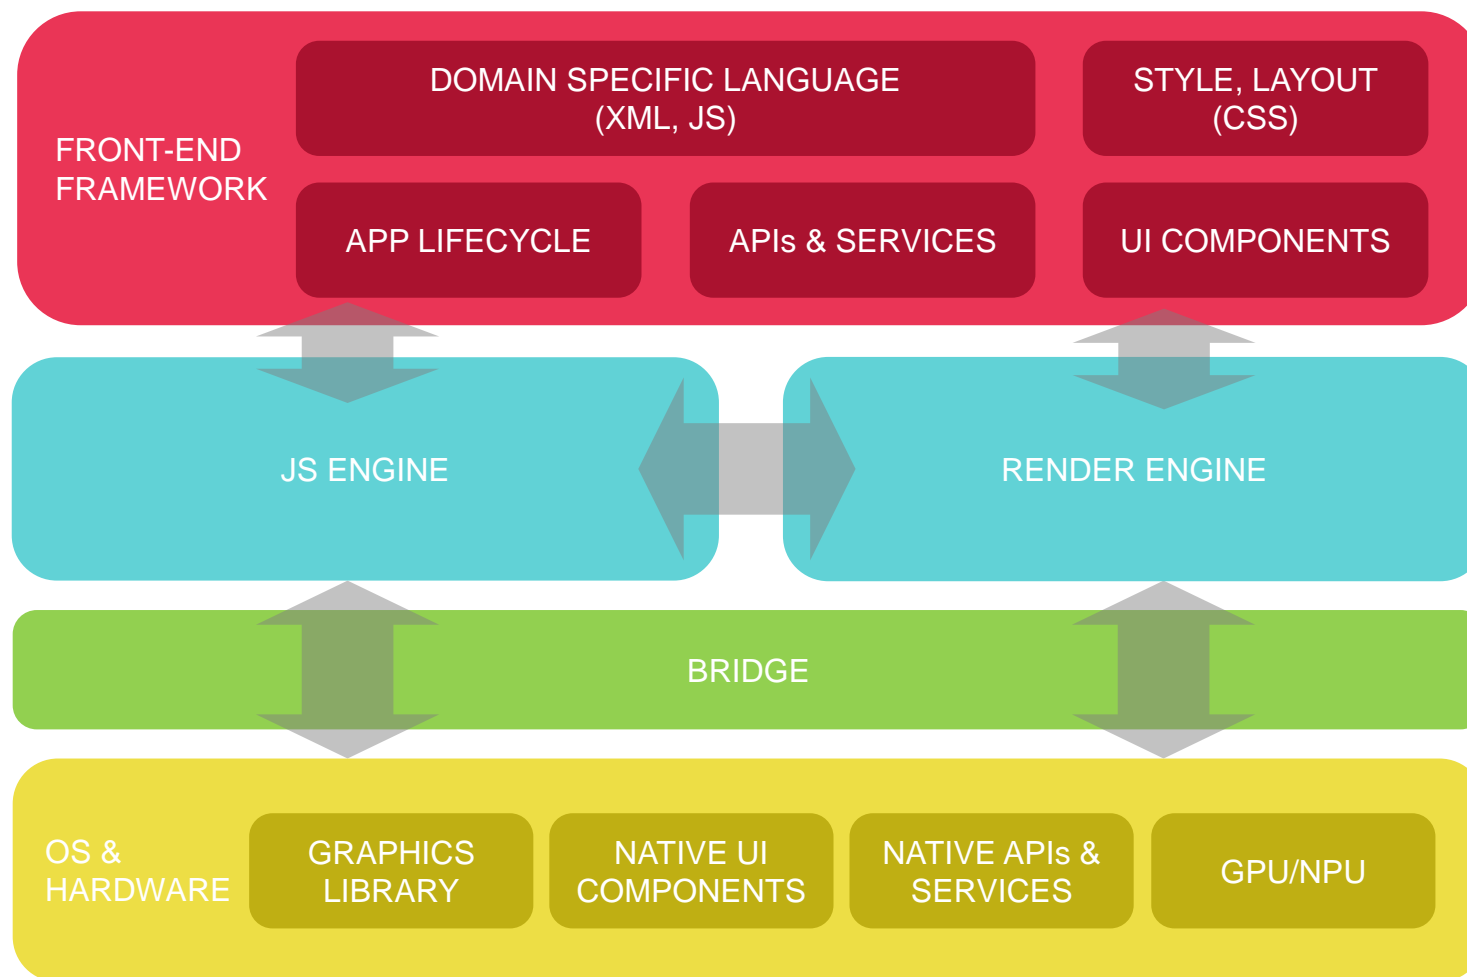 DOMAIN SPECIFIC LANGUAGE
(XML, JS)
STYLE, LAYOUT
(CSS)
FRONT-END
FRAMEWORK
APP LIFECYCLE
APIs & SERVICES
UI COMPONENTS
JS ENGINE
RENDER ENGINE
BRIDGE
OS &
HARDWARE
GRAPHICS
LIBRARY
NATIVE UI
COMPONENTS
NATIVE APIs &
SERVICES
GPU/NPU